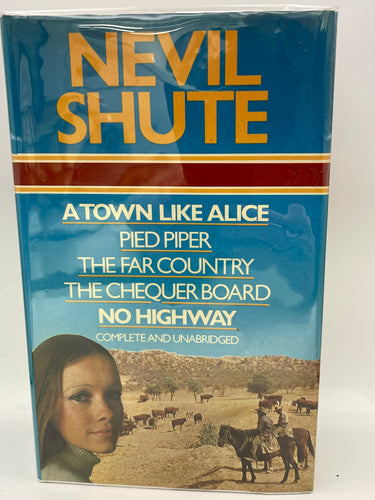 NEVIL
SHUTE
A TOWN LIKE ALICE
PIED PIPER
THE FAR COUNTRY
THE CHEQUER BOARD
NO HIGHWAY
COMPLETE AND UNABRIDGED